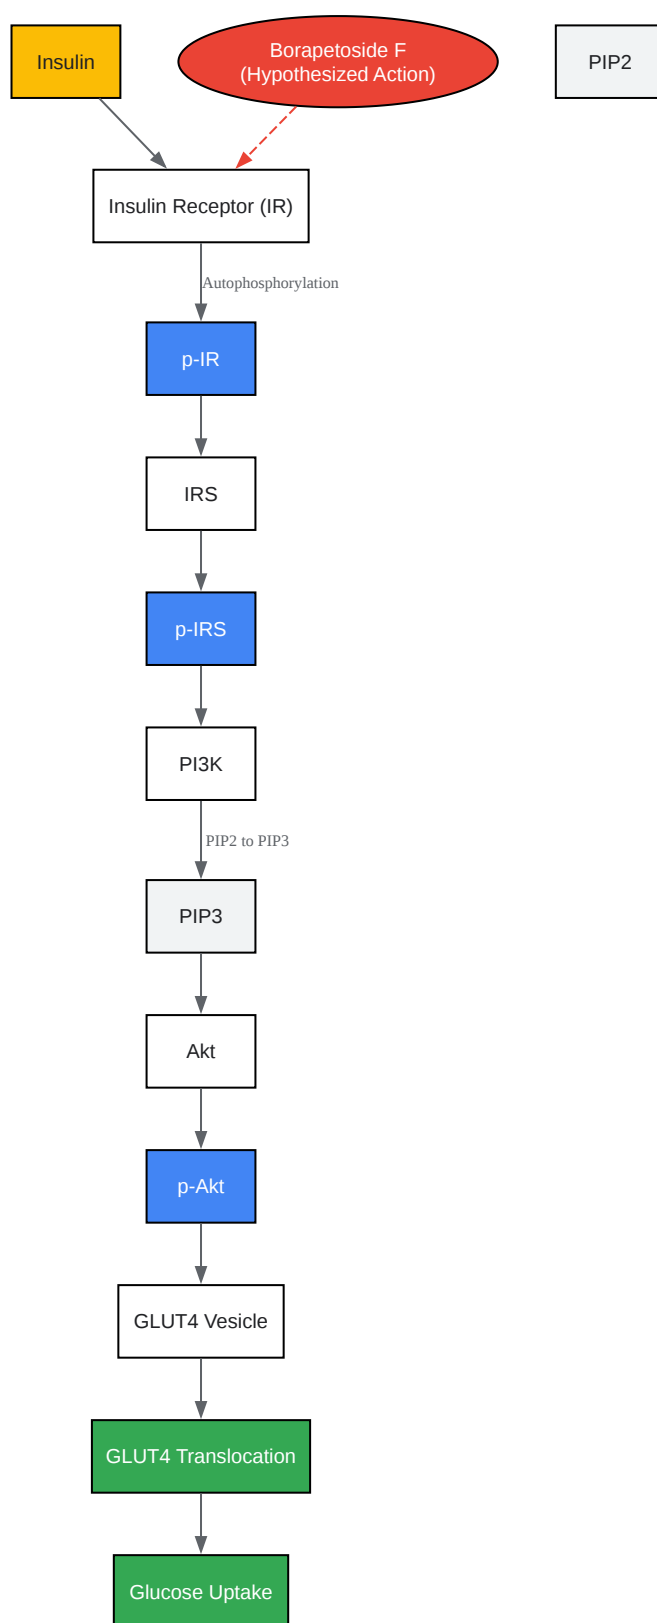 Insulin
Borapetoside F
(Hypothesized Action)
PIP2
Insulin Receptor (IR)
Autophosphorylation
p-IR
IRS
p-IRS
PI3K
PIP2 to PIP3
PIP3
Akt
p-Akt
GLUT4 Vesicle
GLUT4 Translocation
Glucose Uptake